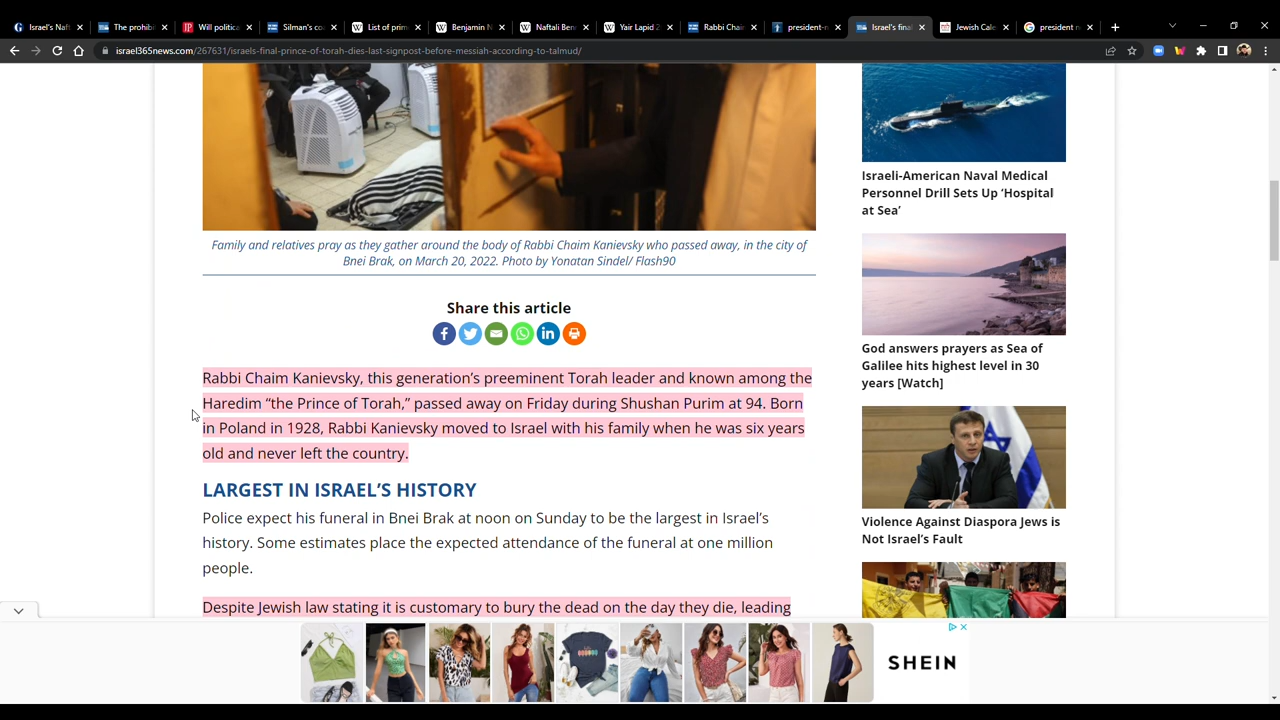 Israel's Naft
The prohibi
Will politica
Silman's co
List of prim
Benjamin N
Naftali Ben
Yair Lapid 2
Rabbi Chai
president-n
Israel's final
Jewish Cale
president n
israel365news.com/267631/israels-final-prince-of-torah-dies-last-signpost-before-messiah-according-to-talmud/
Family and relatives pray as they gather around the body of Rabbi Chaim Kanievsky who passed away, in the city of
Bnei Brak, on March 20, 2022. Photo by Yonatan Sindel/ Flash90
Share this article
Rabbi Chaim Kanievsky, this generation's preeminent Torah leader and known among the
Haredim “the Prince of Torah,” passed away on Friday during Shushan Purim at 94. Born
in Poland in 1928, Rabbi Kanievsky moved to Israel with his family when he was six years
old and never left the country.
LARGEST IN ISRAEL'S HISTORY
Police expect his funeral in Bnei Brak at noon on Sunday to be the largest in Israel's
history. Some estimates place the expected attendance of the funeral at one million
people.
Despite Jewish law stating it is customary to bury the dead on the day they die, leading
Israeli-American Naval Medical
Personnel Drill Sets Up ‘Hospital
at Sea’
God answers prayers as Sea of
Galilee hits highest level in 30
years [Watch]
Violence Against Diaspora Jews is
Not Israel's Fault
SHEIN